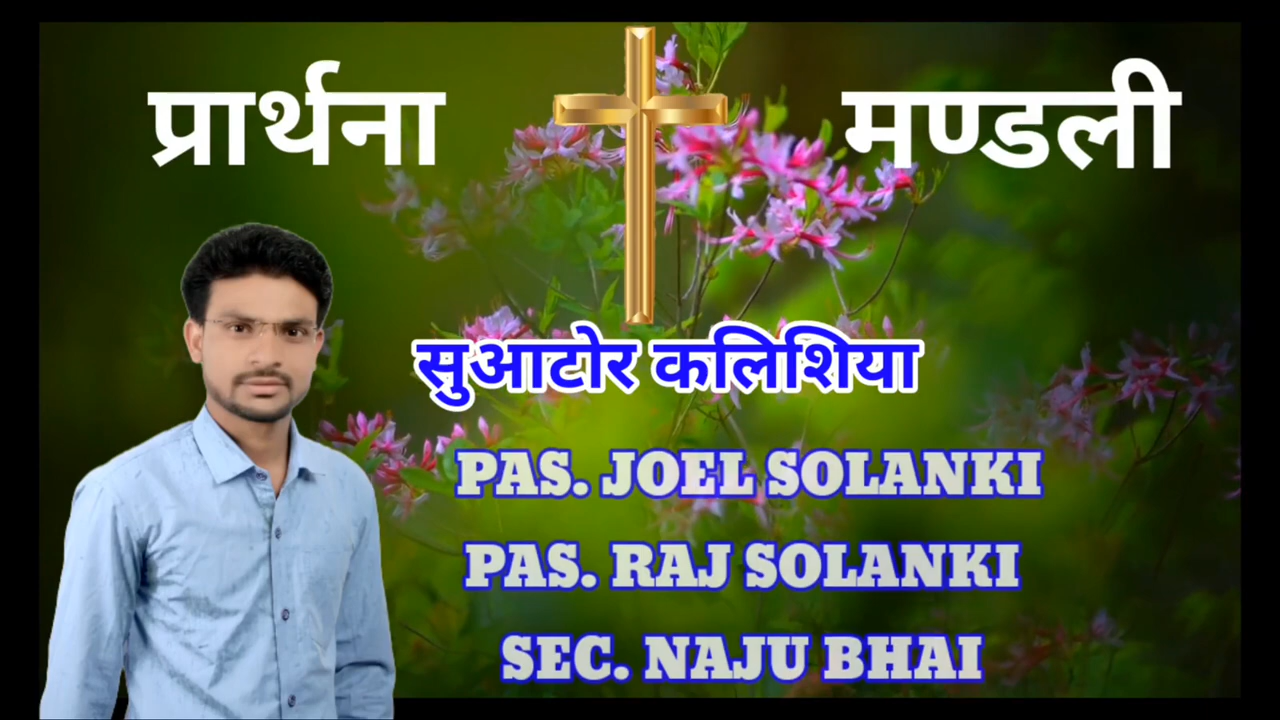 प्रार्थना मण्डली
सुआटोर कलिशिया
PAS. JOEL SOLANKI
PAS. RAJ SOLANKI
SEC. NAJU BHAI